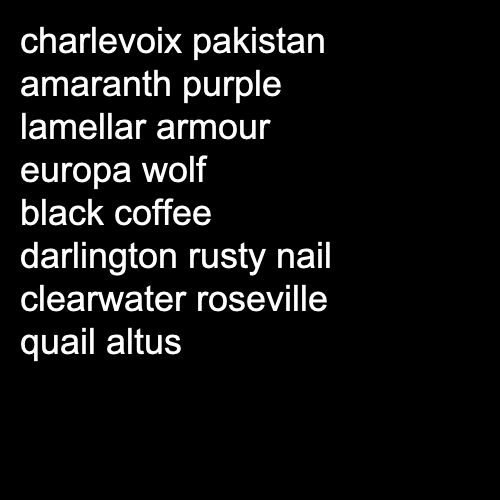 charlevoix pakistan
amaranth purple
lamellar armour
europa wolf
black coffee
darlington rusty nail
clearwater roseville
quail altus